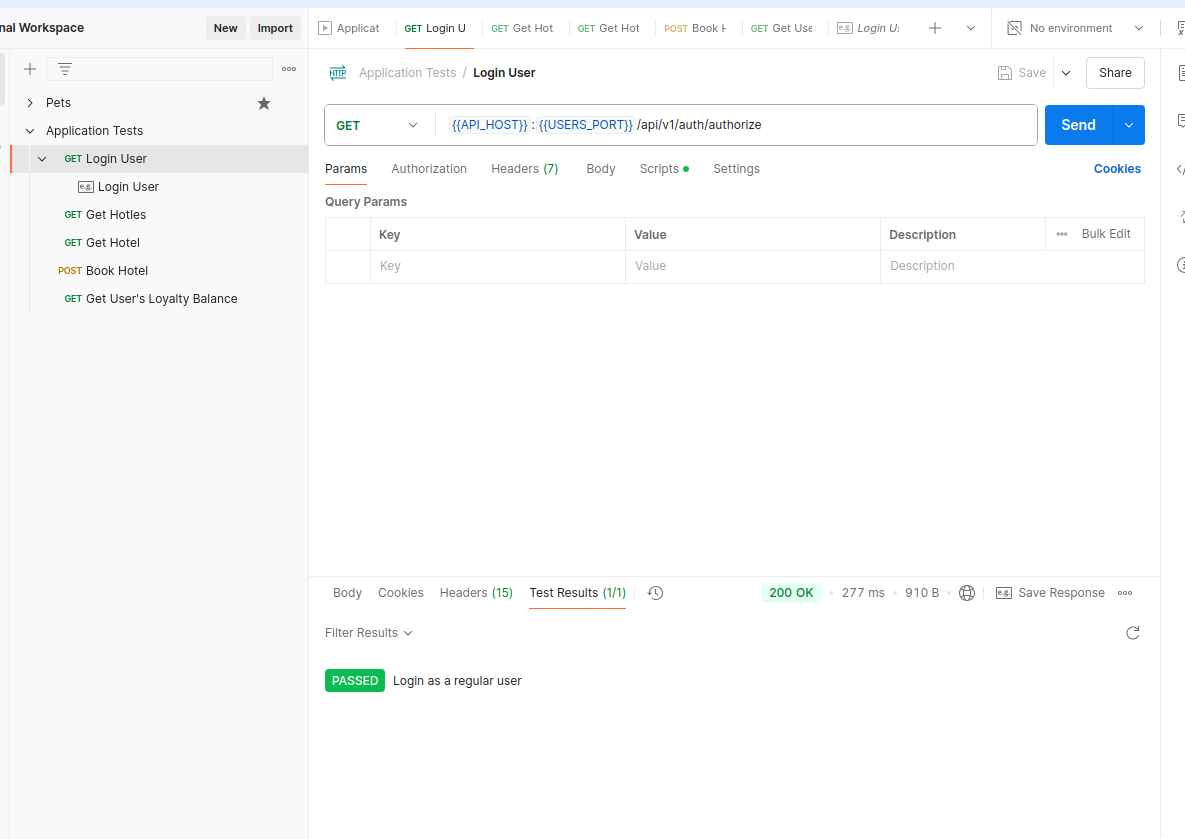 nal Workspace
New
Import
Applicat
GET Login U
GET Get Hot
GET Get Hot
POST Book H
GET Get Use
e.g. Login Us
No environment
Pets
Application Tests
GET Login User
e.g. Login User
GET Get Hotles
GET Get Hotel
POST Book Hotel
GET Get User's Loyalty Balance
HTTP Application Tests / Login User
Save
Share
GET
{{API_HOST}} : {{USERS_PORT}} /api/v1/auth/authorize
Send
Params
Authorization
Headers (7)
Body
Scripts
Settings
Cookies
Query Params
Key
Value
Description
Bulk Edit
Key
Value
Description
Body
Cookies
Headers (15)
Test Results (1/1)
200 OK
277 ms
910 B
e.g. Save Response
Filter Results
PASSED Login as a regular user